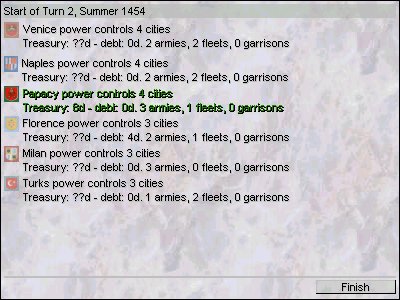 Start of Turn 2, Summer 1454
Venice power controls 4 cities
Treasury: ??d - debt: 0d. 2 armies, 2 fleets, 0 garrisons
Naples power controls 4 cities
Treasury: ??d - debt: 0d. 2 armies, 2 fleets, 0 garrisons
Papacy power controls 4 cities
Treasury: 8d - debt: 0d. 3 armies, 1 fleets, 0 garrisons
Florence power controls 3 cities
Treasury: ??d - debt: 4d. 2 armies, 1 fleets, 0 garrisons
Milan power controls 3 cities
Treasury: ??d - debt: 0d. 3 armies, 0 fleets, 0 garrisons
Turks power controls 3 cities
Treasury: ??d - debt: 0d. 1 armies, 2 fleets, 0 garrisons
Finish